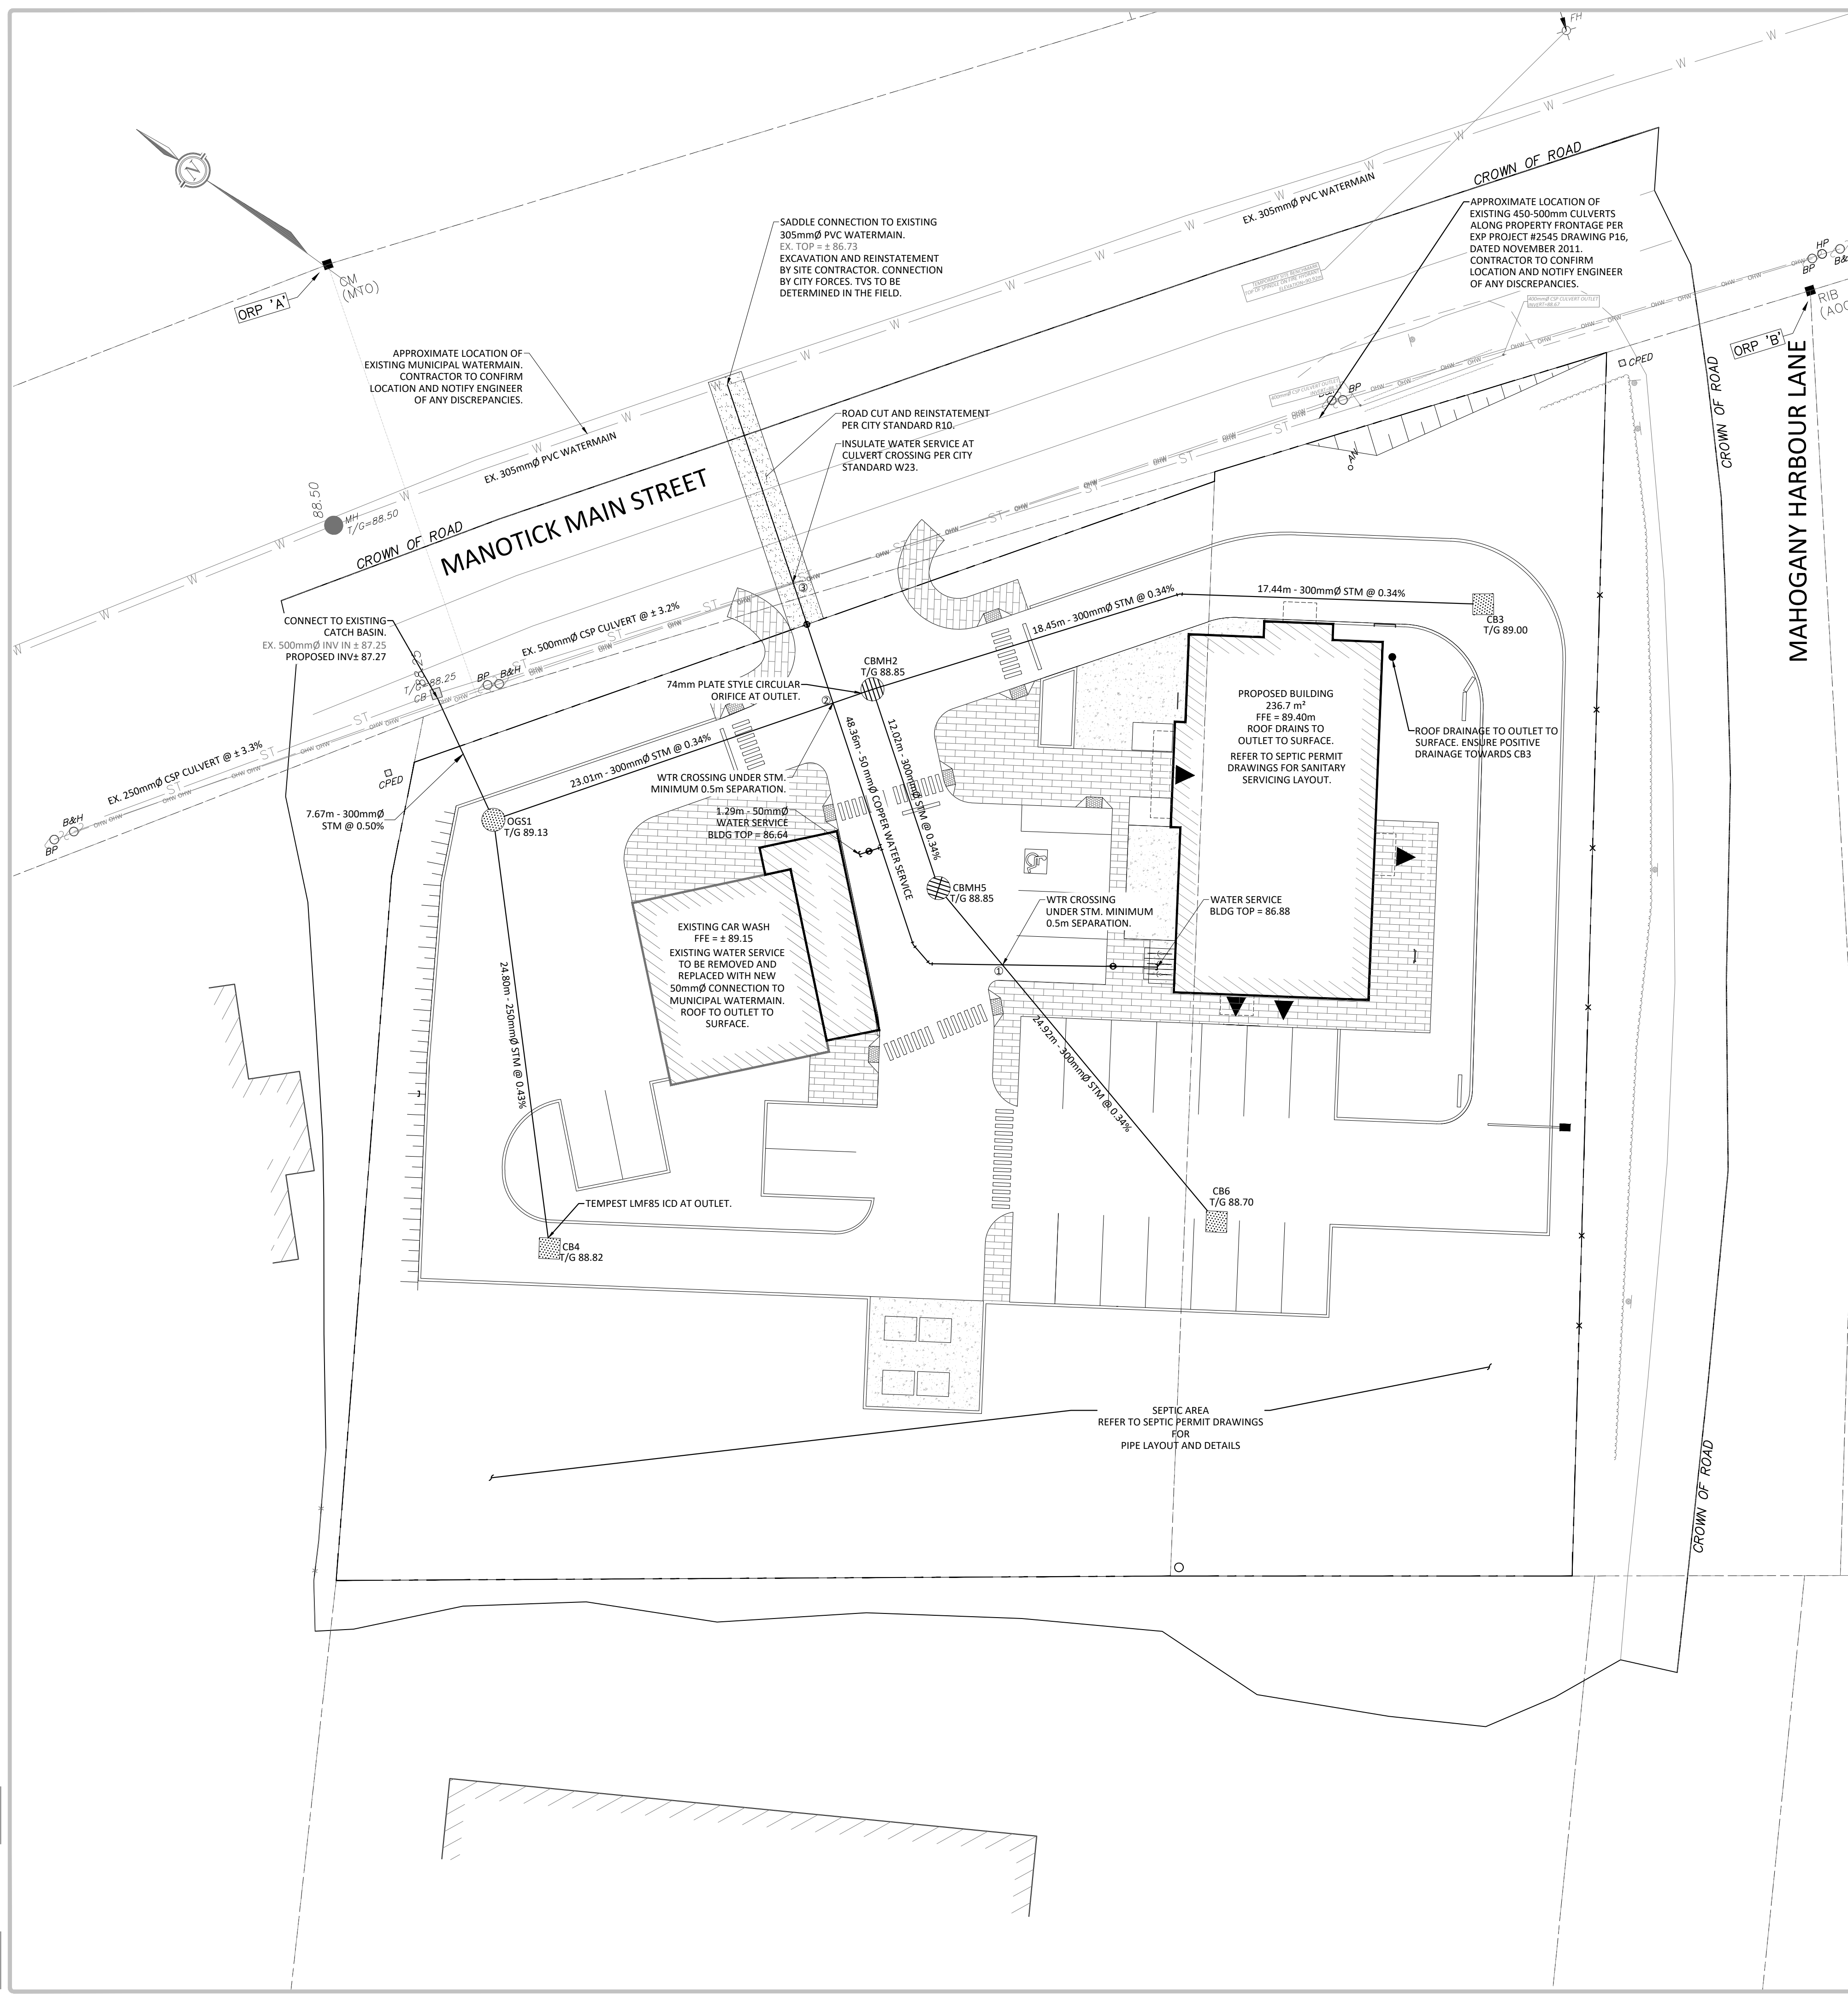 FH
N
W W W W W W W W W W
CROWN OF ROAD
EX. 305mmØ PVC WATERMAIN
SADDLE CONNECTION TO EXISTING
305mmØ PVC WATERMAIN.
EX. TOP = ± 86.73
EXCAVATION AND REINSTATEMENT
BY SITE CONTRACTOR. CONNECTION
BY CITY FORCES. TVS TO BE
DETERMINED IN THE FIELD.
APPROXIMATE LOCATION OF
EXISTING 450-500mm CULVERTS
ALONG PROPERTY FRONTAGE PER
EXP PROJECT #2545 DRAWING P16,
DATED NOVEMBER 2011.
CONTRACTOR TO CONFIRM
LOCATION AND NOTIFY ENGINEER
OF ANY DISCREPANCIES.
HP
BP
CM
(MTO)
ORP 'A'
RIB
ORP 'B'
CPED
BP
APPROXIMATE LOCATION OF
EXISTING MUNICIPAL WATERMAIN.
CONTRACTOR TO CONFIRM
LOCATION AND NOTIFY ENGINEER
OF ANY DISCREPANCIES.
EX. 305mmØ PVC WATERMAIN
ROAD CUT AND REINSTATEMENT
PER CITY STANDARD R10.
INSULATE WATER SERVICE AT
CULVERT CROSSING PER CITY
STANDARD W23.
AN
88.50
MH
T/G=88.50
CROWN OF ROAD
MANOTICK MAIN STREET
CROWN OF ROAD
MAHOGANY HARBOUR LANE
③
CONNECT TO EXISTING
CATCH BASIN.
EX. 500mmØ INV IN ± 87.25
PROPOSED INV± 87.27
EX. 500mmØ CSP CULVERT @ ± 3.2%
ST
OHW
BP
B&H
88.25
T/G=88.25
CB
17.44m - 300mmØ STM @ 0.34%
18.45m - 300mmØ STM @ 0.34%
CB3
T/G 89.00
CBMH2
T/G 88.85
74mm PLATE STYLE CIRCULAR
ORIFICE AT OUTLET.
②
PROPOSED BUILDING
236.7 m²
FFE = 89.40m
ROOF DRAINS TO
OUTLET TO SURFACE.
REFER TO SEPTIC PERMIT
DRAWINGS FOR SANITARY
SERVICING LAYOUT.
ROOF DRAINAGE TO OUTLET TO
SURFACE. ENSURE POSITIVE
DRAINAGE TOWARDS CB3
EX. 250mmØ CSP CULVERT @ ± 3.3%
B&H
BP
CPED
23.01m - 300mmØ STM @ 0.34%
48.36m - 50 mmØ COPPER WATER SERVICE
12.02m - 300mmØ STM @ 0.34%
WTR CROSSING UNDER STM.
MINIMUM 0.5m SEPARATION.
1.29m - 50mmØ
WATER SERVICE
BLDG TOP = 86.64
7.67m - 300mmØ
STM @ 0.50%
OGS1
T/G 89.13
CBMH5
T/G 88.85
WTR CROSSING
UNDER STM. MINIMUM
0.5m SEPARATION.
WATER SERVICE
BLDG TOP = 86.88
①
EXISTING CAR WASH
FFE = ± 89.15
EXISTING WATER SERVICE
TO BE REMOVED AND
REPLACED WITH NEW
50mmØ CONNECTION TO
MUNICIPAL WATERMAIN.
ROOF TO OUTLET TO
SURFACE.
24.80m - 250mmØ STM @ 0.43%
24.92m - 300mmØ STM @ 0.34%
CB6
T/G 88.70
TEMPEST LMF85 ICD AT OUTLET.
CB4
T/G 88.82
SEPTIC AREA
REFER TO SEPTIC PERMIT DRAWINGS
FOR
PIPE LAYOUT AND DETAILS
CROWN OF ROAD